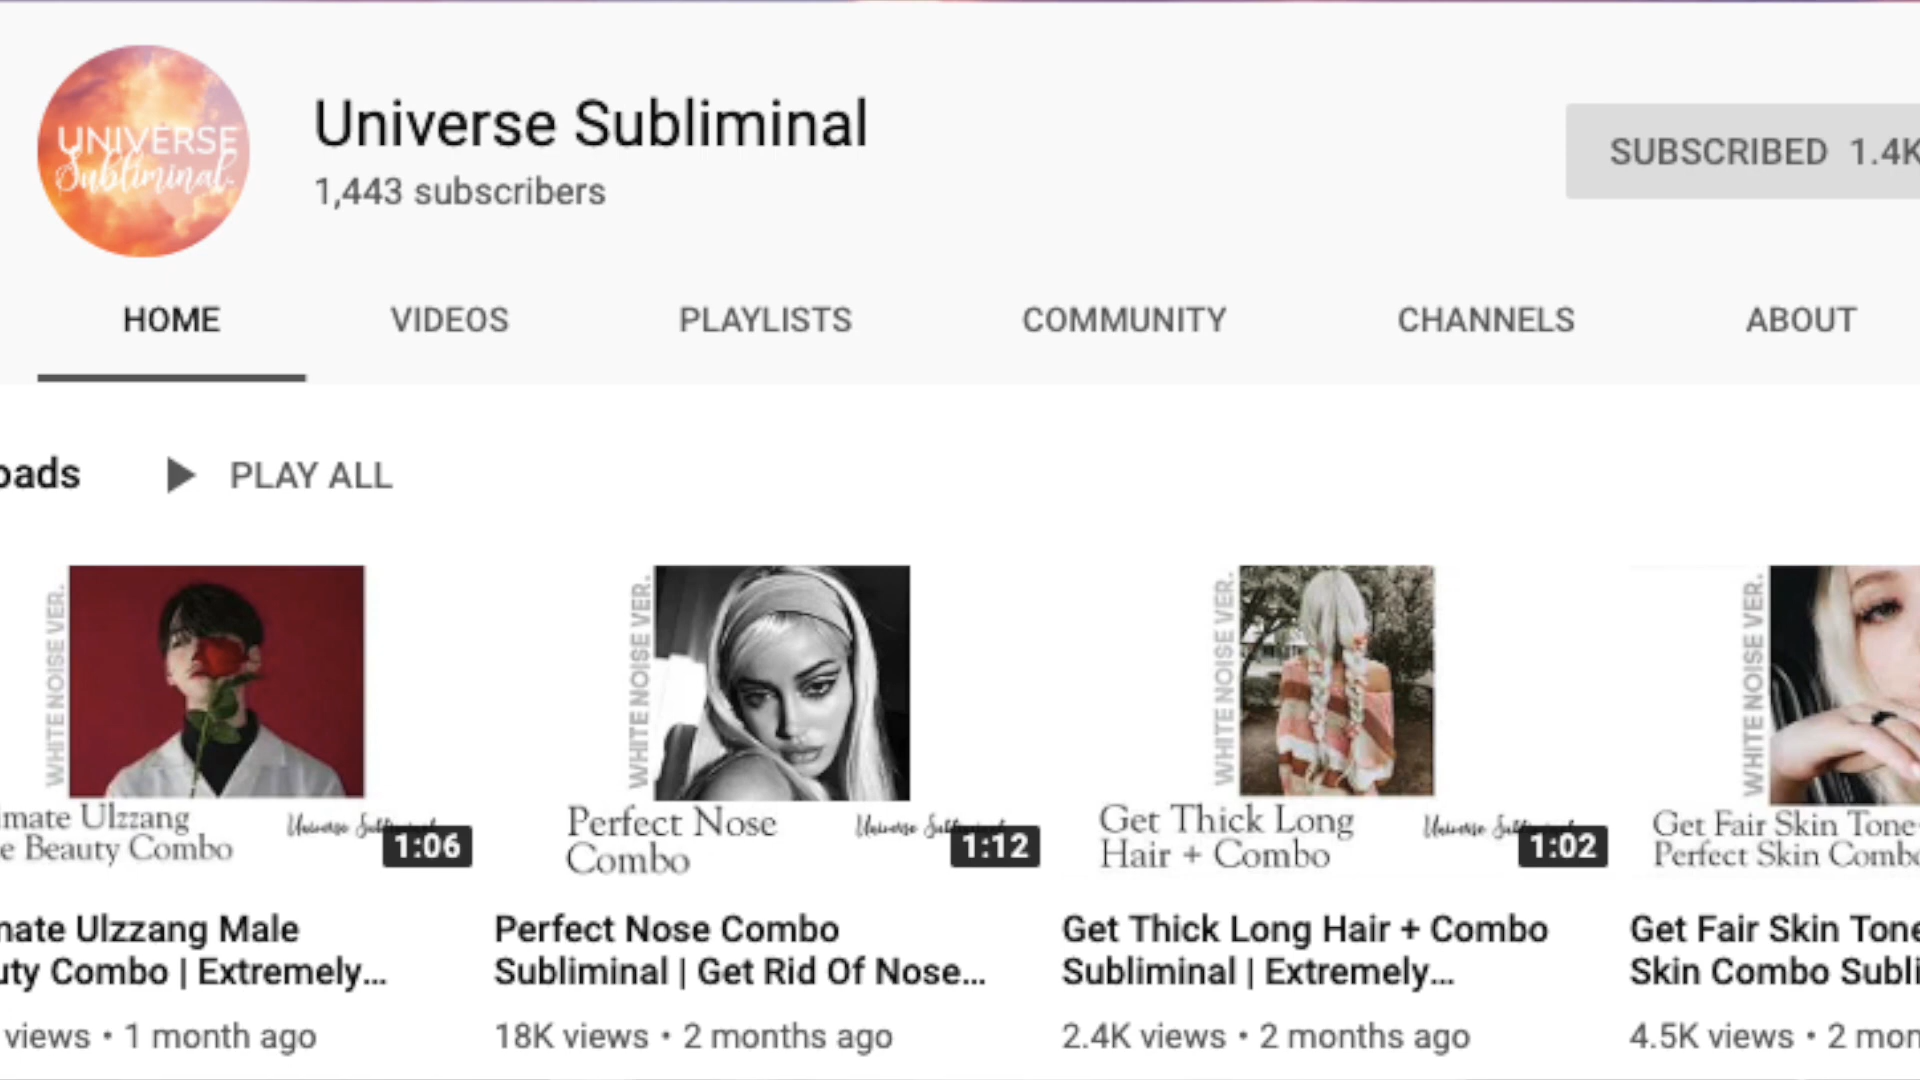 UNIVERSE
Subliminal.
Universe Subliminal
1,443 subscribers
SUBSCRIBED 1.4K
HOME
VIDEOS
PLAYLISTS
COMMUNITY
CHANNELS
ABOUT
oads
PLAY ALL
WHITE NOISE VER.
mate Ulzzang
e Beauty Combo
1:06
mate Ulzzang Male
uty Combo | Extremely...
views • 1 month ago
WHITE NOISE VER.
Perfect Nose
Combo
1:12
Perfect Nose Combo
Subliminal | Get Rid Of Nose...
18K views • 2 months ago
WHITE NOISE VER.
Get Thick Long
Hair + Combo
1:02
Get Thick Long Hair + Combo
Subliminal | Extremely...
2.4K views • 2 months ago
WHITE NOISE VER.
Get Fair Skin Tone
Perfect Skin Combo
Get Fair Skin Tone
Skin Combo Subli
4.5K views • 2 mon